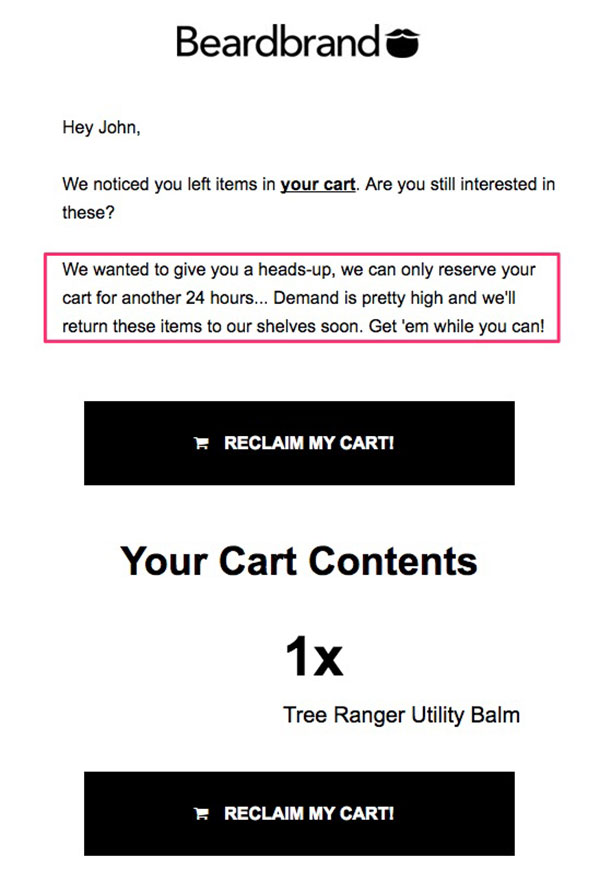 Beardbrand
Hey John,
We noticed you left items in your cart. Are you still interested in
these?
We wanted to give you a heads-up, we can only reserve your
cart for another 24 hours... Demand is pretty high and we'll
return these items to our shelves soon. Get 'em while you can!
RECLAIM MY CART!
Your Cart Contents
1x
Tree Ranger Utility Balm
RECLAIM MY CART!